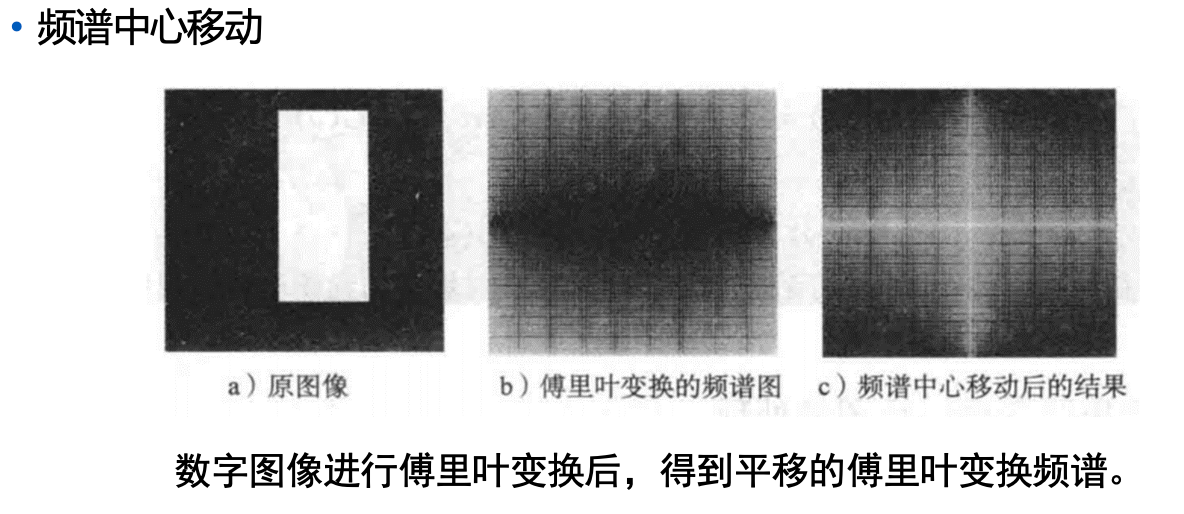 • 频谱中心移动
a）原图像
b）傅里叶变换的频谱图
c）频谱中心移动后的结果
数字图像进行傅里叶变换后，得到平移的傅里叶变换频谱。